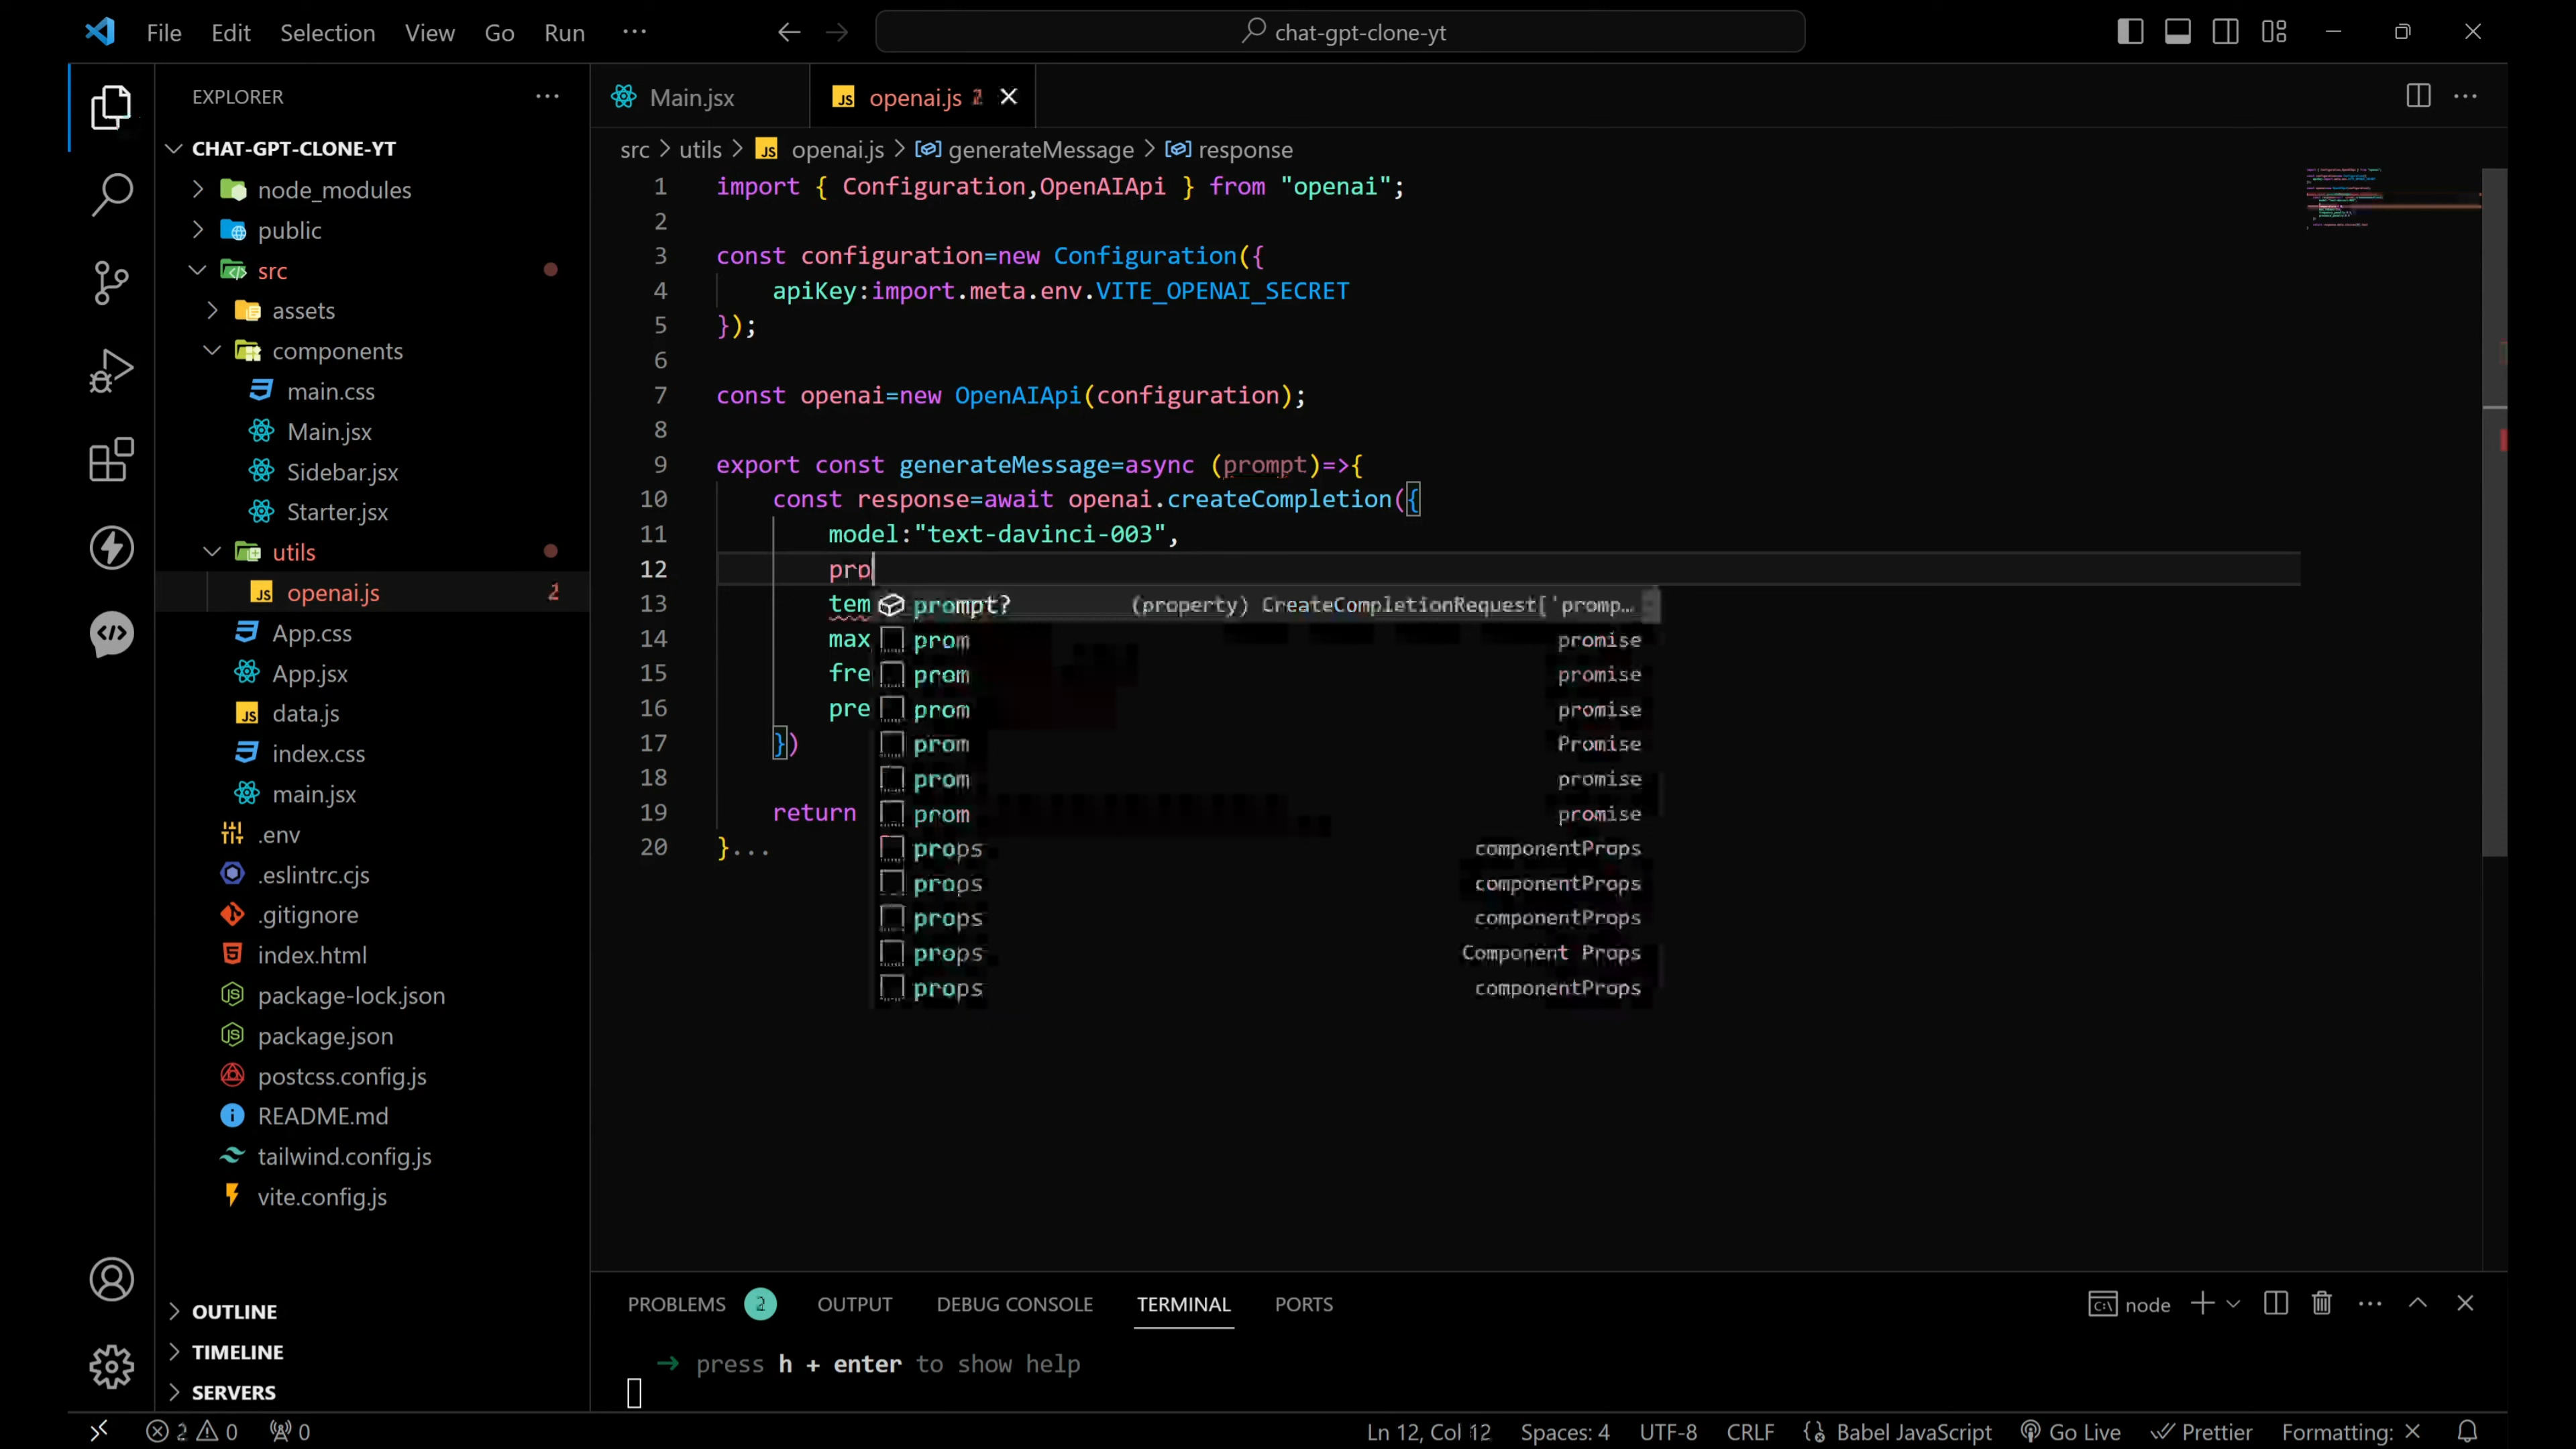 File Edit Selection View Go Run ···
chat-gpt-clone-yt
EXPLORER ···
CHAT-GPT-CLONE-YT
node_modules
public
src
assets
components
main.css
Main.jsx
Sidebar.jsx
Starter.jsx
utils
openai.js 2
App.css
App.jsx
data.js
index.css
main.jsx
.env
.eslintrc.cjs
.gitignore
index.html
package-lock.json
package.json
postcss.config.js
README.md
tailwind.config.js
vite.config.js
OUTLINE
TIMELINE
SERVERS
Main.jsx
openai.js 2
src > utils > JS openai.js > generateMessage > response
1 import { Configuration,OpenAIApi } from "openai";
2
3 const configuration=new Configuration({
4 apiKey:import.meta.env.VITE_OPENAI_SECRET
5 });
6
7 const openai=new OpenAIApi(configuration);
8
9 export const generateMessage=async (prompt)=>{
10 const response=await openai.createCompletion({
11 model:"text-davinci-003",
12 prp
13 tem
14 max
15 fre
16 pre
17 })
18
19 return
20 }...
prompt? (property) CreateCompletionRequest['promp…
prom promise
prom promise
prom promise
prom Promise
prom promise
prom promise
props componentProps
props componentProps
props componentProps
props Component Props
props componentProps
PROBLEMS 2 OUTPUT DEBUG CONSOLE TERMINAL PORTS
node
→ press h + enter to show help
2 0 0
Ln 12, Col 12 Spaces: 4 UTF-8 CRLF Babel JavaScript Go Live Prettier Formatting: ×